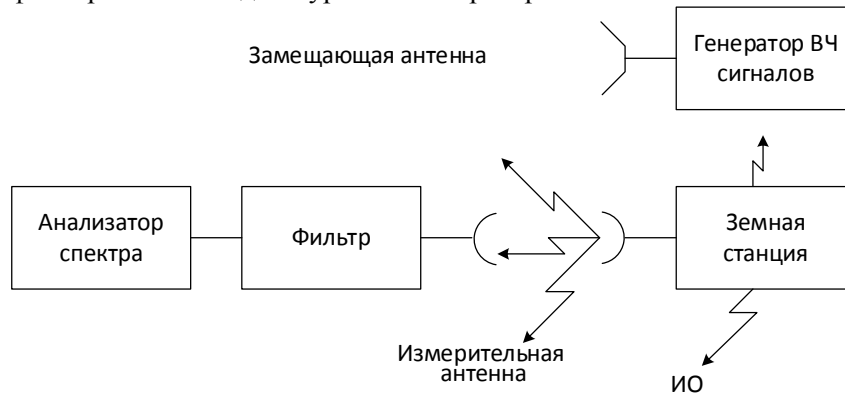 Замещающая антенна
Генератор ВЧ
сигналов
Анализатор
спектра
Фильтр
Земная
станция
Измерительная
антенна
ИО